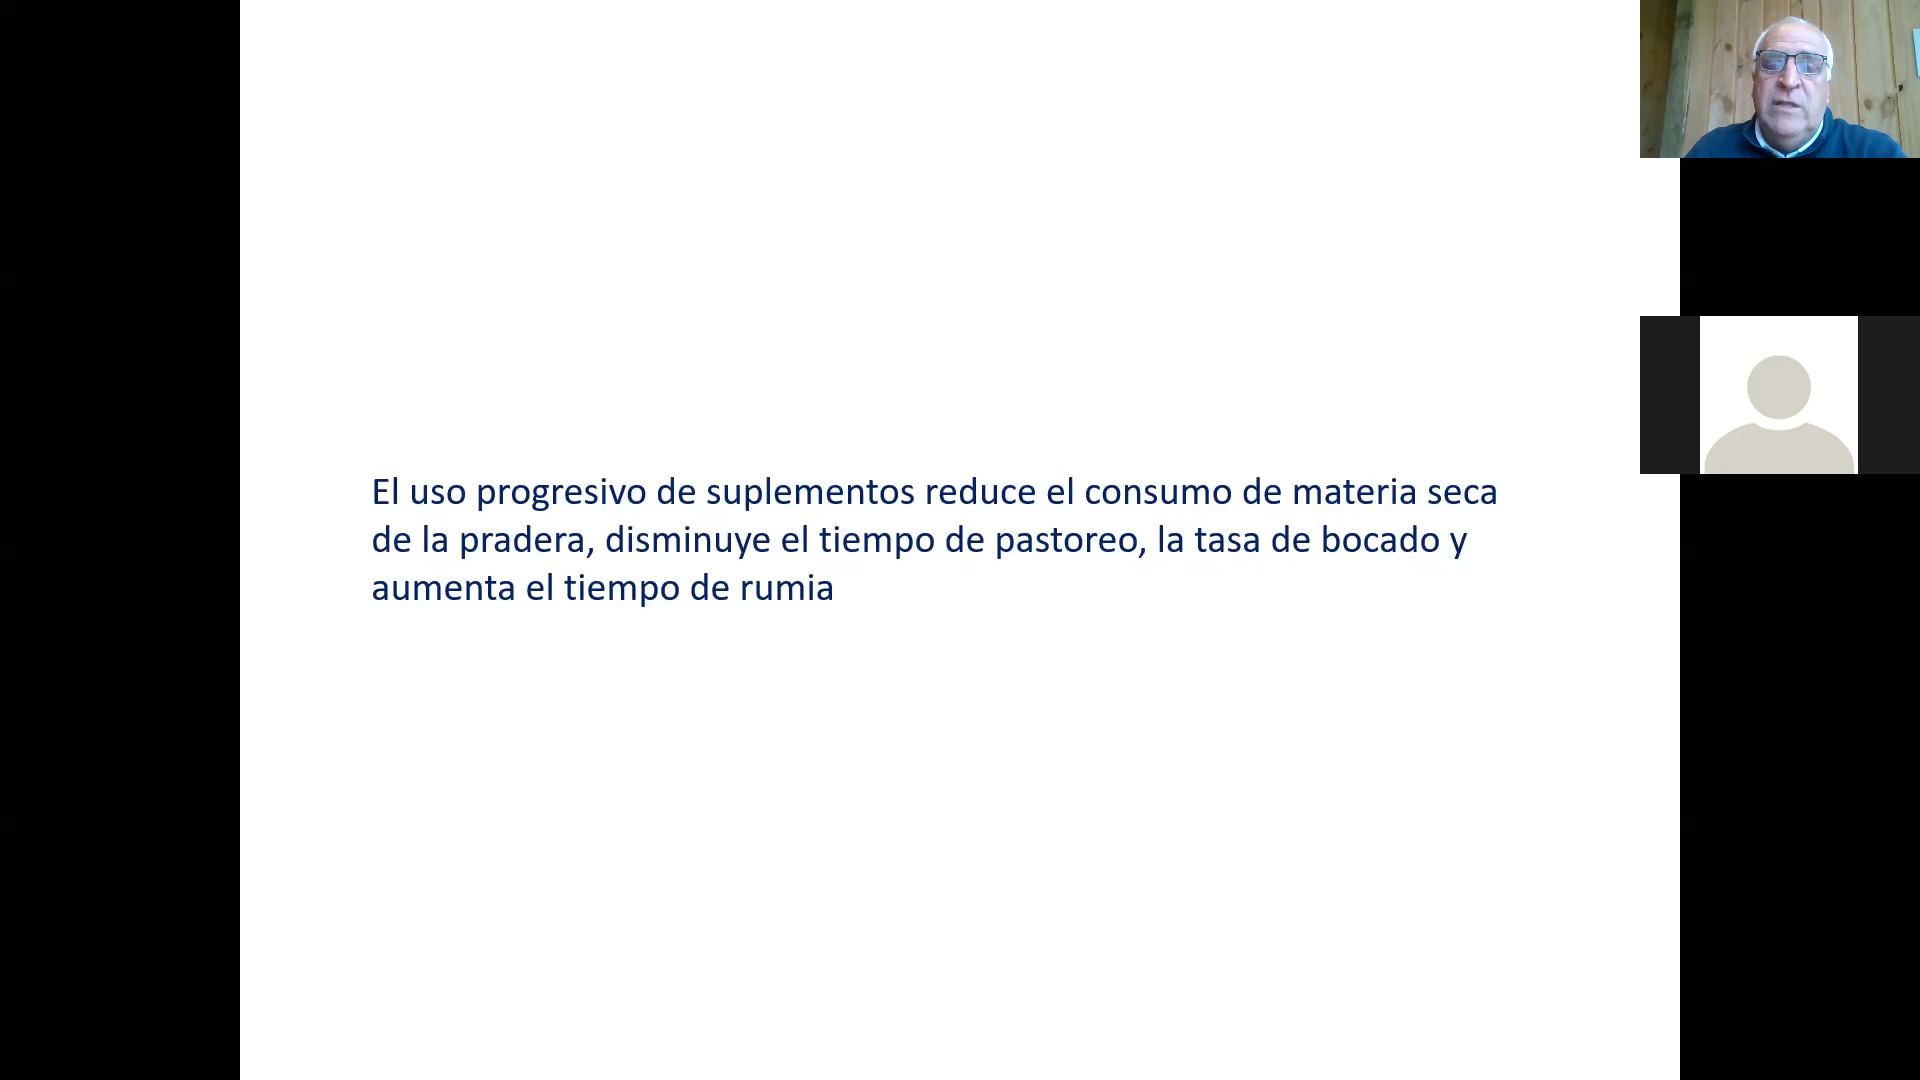 El uso progresivo de suplementos reduce el consumo de materia seca
de la pradera, disminuye el tiempo de pastoreo, la tasa de bocado y
aumenta el tiempo de rumia